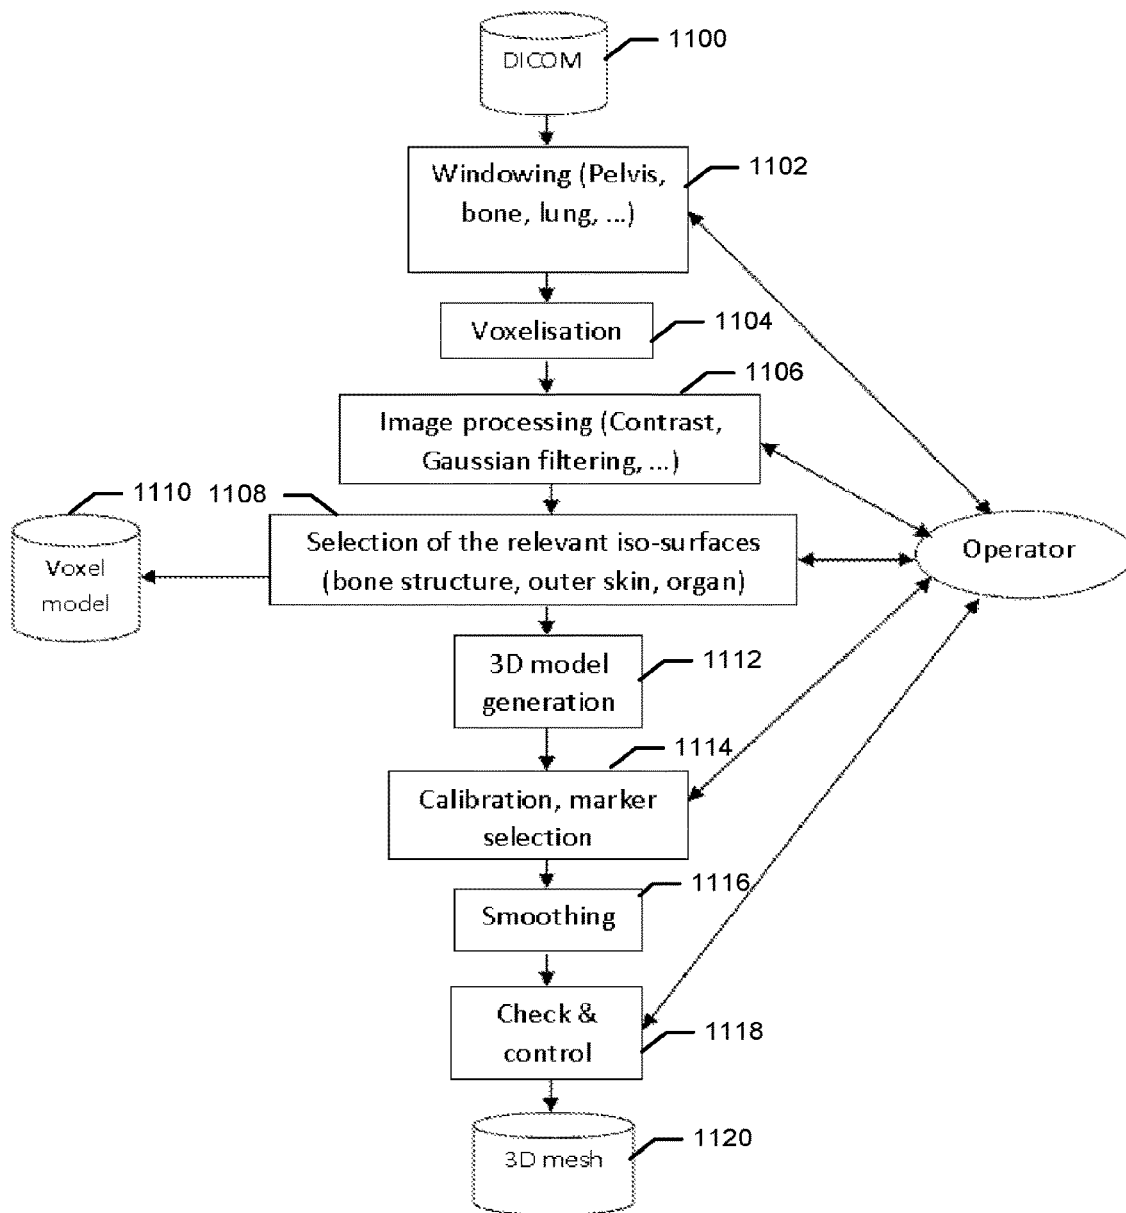 DICOM
1100
Windowing (Pelvis,
bone, lung, ...)
1102
Voxelisation
1104
1106
Image processing (Contrast,
Gaussian filtering, ...)
1110
1108
Voxel
model
Selection of the relevant iso-surfaces
(bone structure, outer skin, organ)
Operator
3D model
generation
1112
1114
Calibration, marker
selection
1116
Smoothing
Check &
control
1118
3D mesh
1120